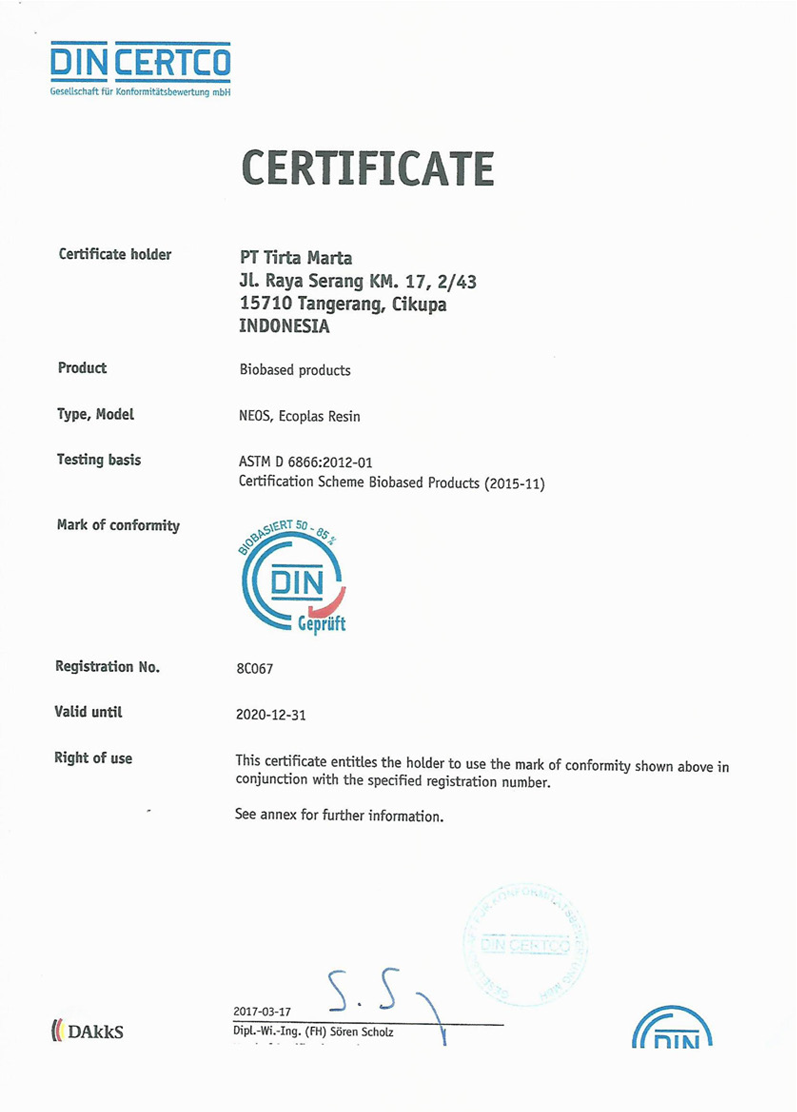 DIN CERTCO
Gesellschaft für Konformitätsbewertung mbH
CERTIFICATE
Certificate holder
PT Tirta Marta
Jl. Raya Serang KM. 17, 2/43
15710 Tangerang, Cikupa
INDONESIA
Product
Biobased products
Type, Model
NEOS, Ecoplas Resin
Testing basis
ASTM D 6866:2012-01
Certification Scheme Biobased Products (2015-11)
Mark of conformity
BIOBASIERT 50 - 85 %
DIN
Geprüft
Registration No.
8C067
Valid until
2020-12-31
Right of use
This certificate entitles the holder to use the mark of conformity shown above in
conjunction with the specified registration number.
See annex for further information.
GESELLSCHAFT FÜR KONFORMITÄTSBEWERTUNG MBH
DIN CERTCO
S. S
2017-03-17
Dipl.-Wi.-Ing. (FH) Sören Scholz
DAkkS
DIN